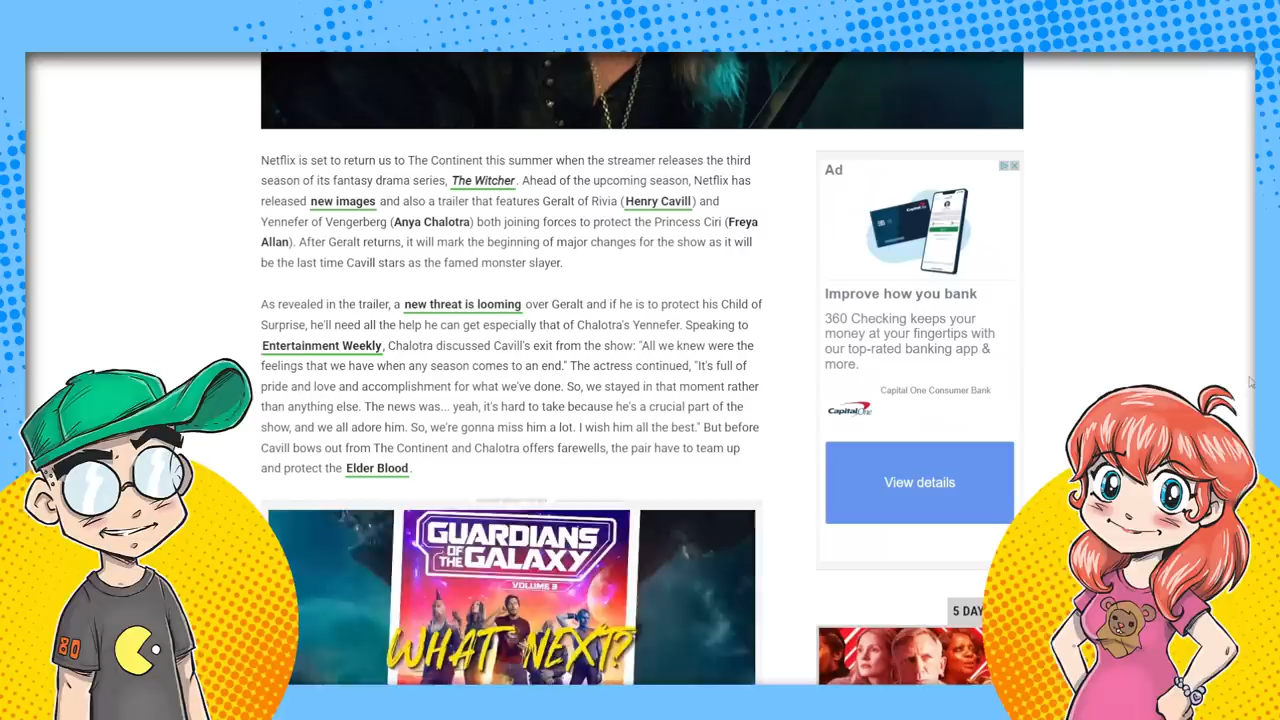 Netflix is set to return us to The Continent this summer when the streamer releases the third
season of its fantasy drama series, The Witcher. Ahead of the upcoming season, Netflix has
released new images and also a trailer that features Geralt of Rivia (Henry Cavill) and
Yennefer of Vengerberg (Anya Chalotra) both joining forces to protect the Princess Ciri (Freya
Allan). After Geralt returns, it will mark the beginning of major changes for the show as it will
be the last time Cavill stars as the famed monster slayer.
As revealed in the trailer, a new threat is looming over Geralt and if he is to protect his Child of
Surprise, he'll need all the help he can get especially that of Chalotra's Yennefer. Speaking to
Entertainment Weekly, Chalotra discussed Cavill's exit from the show: "All we knew were the
feelings that we have when any season comes to an end." The actress continued, "It's full of
pride and love and accomplishment for what we've done. So, we stayed in that moment rather
than anything else. The news was... yeah, it's hard to take because he's a crucial part of the
show, and we all adore him. So, we're gonna miss him a lot. I wish him all the best." But before
Cavill bows out from The Continent and Chalotra offers farewells, the pair have to team up
and protect the Elder Blood.
GUARDIANS
OF THE GALAXY
VOLUME 3
WHAT NEXT?
Ad
Improve how you bank
360 Checking keeps your
money at your fingertips with
our top-rated banking app &
more.
Capital One Consumer Bank
Capital One
View details
5 DAY
80